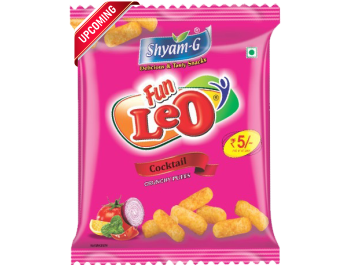 UPCOMING
Shyam-G
Delicious & Tasty Snacks
Fun
LeO
₹5/-
Cocktail
CRUNCHY PUFFS